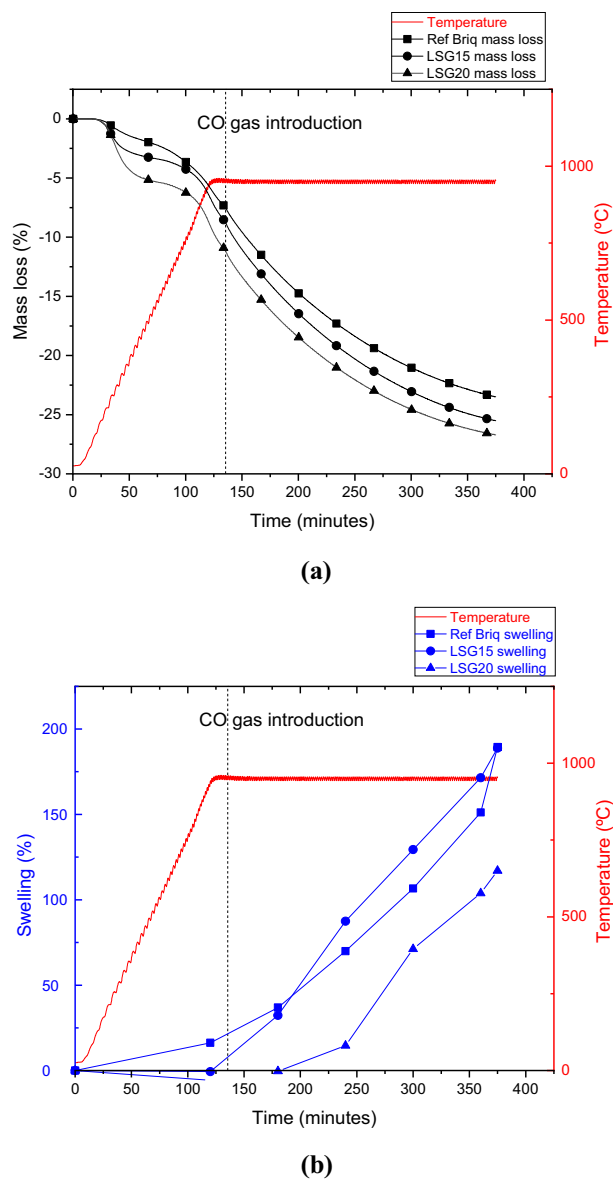 Temperature
Ref Briq mass loss
LSG15 mass loss
LSG20 mass loss
CO gas introduction
0
-5
-10
-15
-20
-25
-30
Mass loss (%)
1000
500
0
Temperature (ºC)
0 50 100 150 200 250 300 350 400
Time (minutes)
(a)
Temperature
Ref Briq swelling
LSG15 swelling
LSG20 swelling
CO gas introduction
200
150
100
50
0
Swelling (%)
1000
500
0
Temperature (ºC)
0 50 100 150 200 250 300 350 400
Time (minutes)
(b)